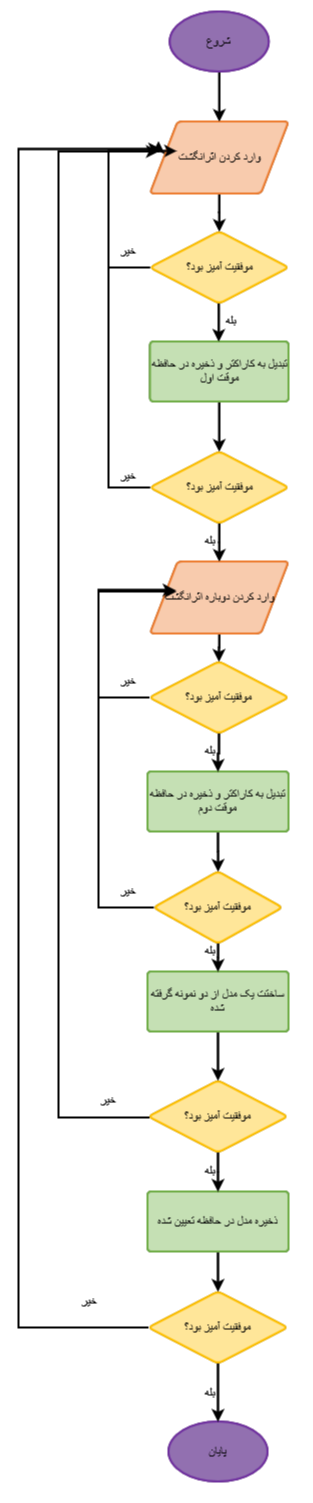 شروع
وارد کردن اثرانگشت
موفقیت آمیز بود؟
خیر
بله
تبدیل به کاراکتر و ذخیره در حافظه
موقت اول
موفقیت آمیز بود؟
خیر
بله
وارد کردن دوباره اثرانگشت
موفقیت آمیز بود؟
خیر
بله
تبدیل به کاراکتر و ذخیره در حافظه
موقت دوم
موفقیت آمیز بود؟
خیر
بله
ساخت یک مدل از دو نمونه گرفته
شده
موفقیت آمیز بود؟
خیر
بله
ذخیره مدل در حافظه تعیین شده
موفقیت آمیز بود؟
خیر
بله
پایان